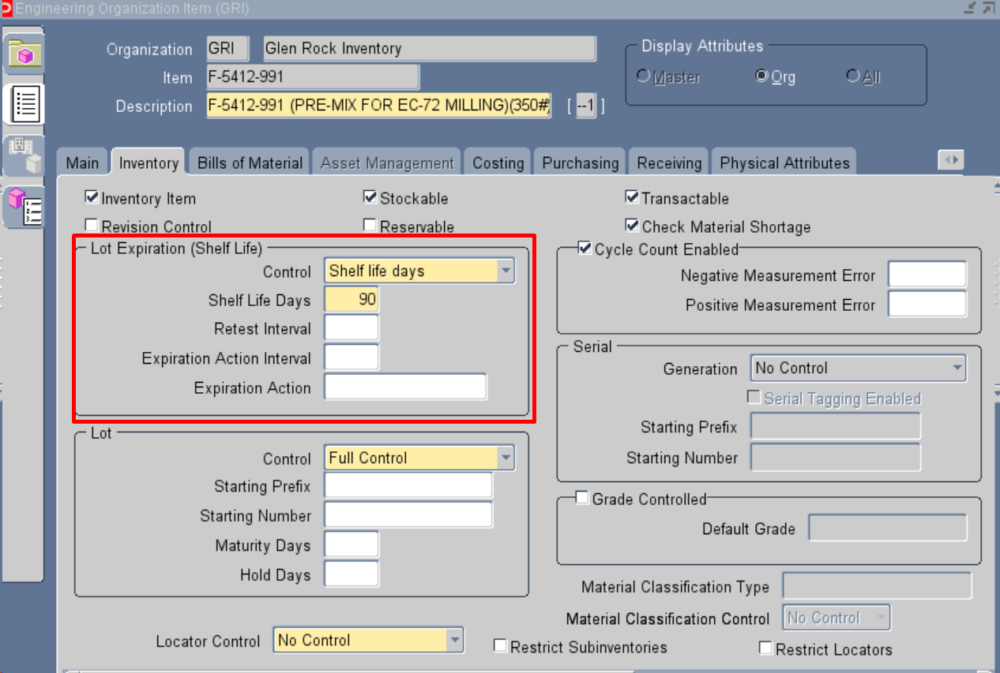 Engineering Organization Item (GRI)
Organization GRI Glen Rock Inventory
Item F-5412-991
Description F-5412-991 (PRE-MIX FOR EC-72 MILLING)(350#) [ --1 ]
Display Attributes
Master Org All
Main Inventory Bills of Material Asset Management Costing Purchasing Receiving Physical Attributes
Inventory Item Stockable Transactable
Revision Control Reservable Check Material Shortage
Lot Expiration (Shelf Life)
Control Shelf life days
Shelf Life Days 90
Retest Interval
Expiration Action Interval
Expiration Action
Lot
Control Full Control
Starting Prefix
Starting Number
Maturity Days
Hold Days
Locator Control No Control
Cycle Count Enabled
Negative Measurement Error
Positive Measurement Error
Serial
Generation No Control
Serial Tagging Enabled
Starting Prefix
Starting Number
Grade Controlled
Default Grade
Material Classification Type
Material Classification Control No Control
Restrict Subinventories Restrict Locators